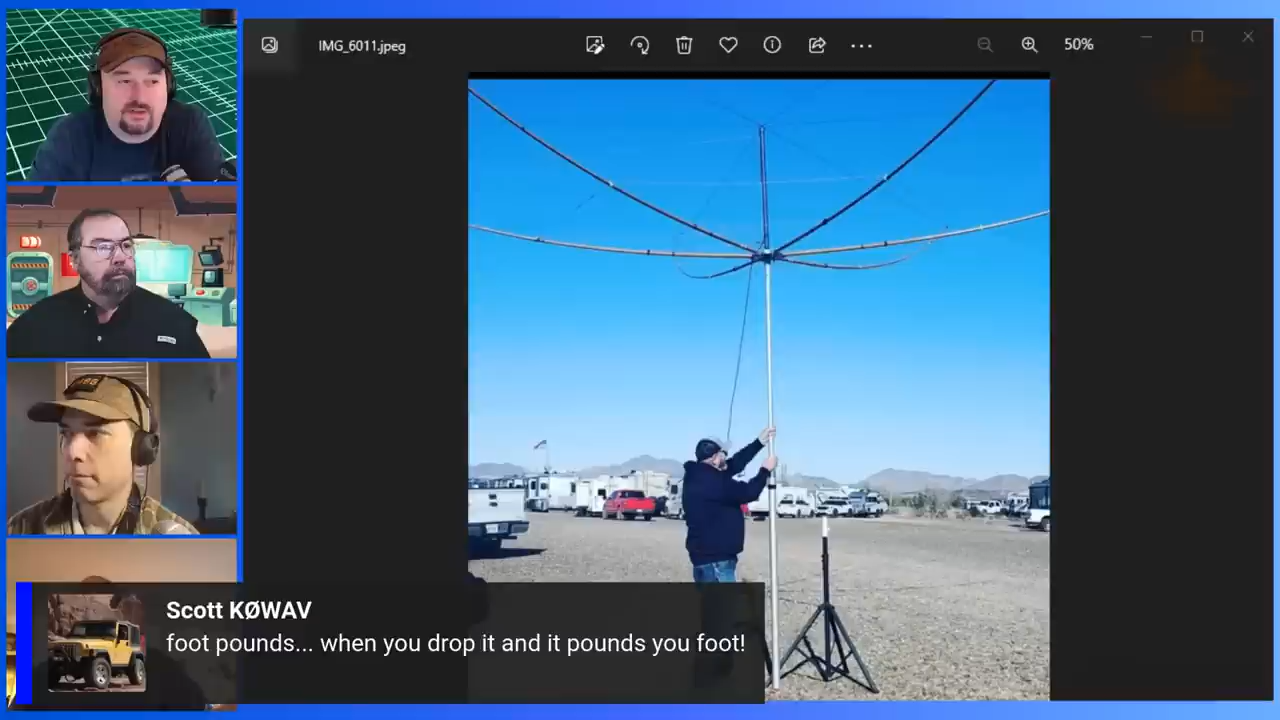 IMG_6011.jpeg
50%
Scott KØWAV
foot pounds... when you drop it and it pounds you foot!